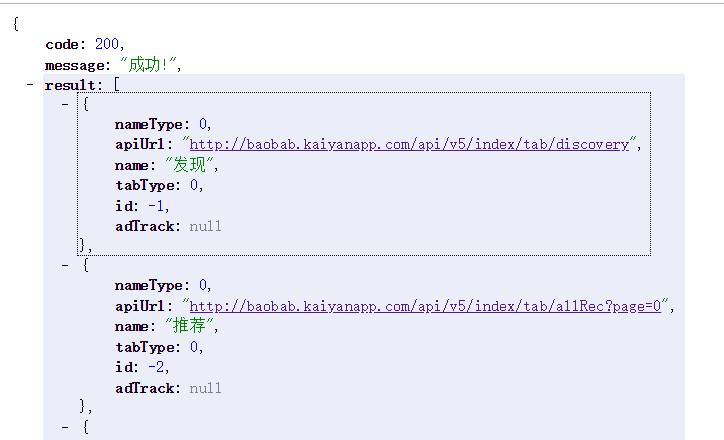 {
code: 200,
message: "成功!",
- result: [
- {
nameType: 0,
apiUrl: "http://baobab.kaiyanapp.com/api/v5/index/tab/discovery",
name: "发现",
tabType: 0,
id: -1,
adTrack: null
},
- {
nameType: 0,
apiUrl: "http://baobab.kaiyanapp.com/api/v5/index/tab/allRec?page=0",
name: "推荐",
tabType: 0,
id: -2,
adTrack: null
},
- {